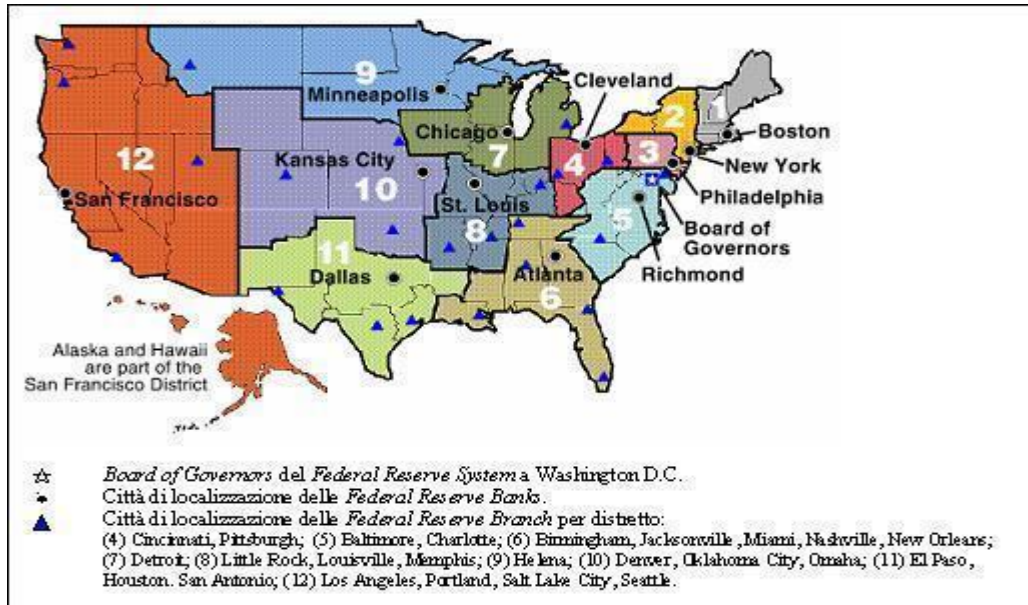 9
Minneapolis
Cleveland
1
2
Boston
Chicago
7
4
3
New York
12
Kansas City
10
Philadelphia
San Francisco
St. Louis
8
5
Board of
Governors
11
Dallas
Atlanta
6
Richmond
Alaska and Hawaii
are part of the
San Francisco District
Board of Governors del Federal Reserve System a Washington D.C.
Città di localizzazione delle Federal Reserve Banks.
Città di localizzazione delle Federal Reserve Branch per distretto:
(4) Cincinnati, Pittsburgh; (5) Baltimore, Charlotte; (6) Birmingham, Jacksonville, Miami, Nashville, New Orleans;
(7) Detroit; (8) Little Rock, Louisville, Memphis; (9) Helena; (10) Denver, Oklahoma City, Omaha; (11) El Paso,
Houston. San Antonio; (12) Los Angeles, Portland, Salt Lake City, Seattle.